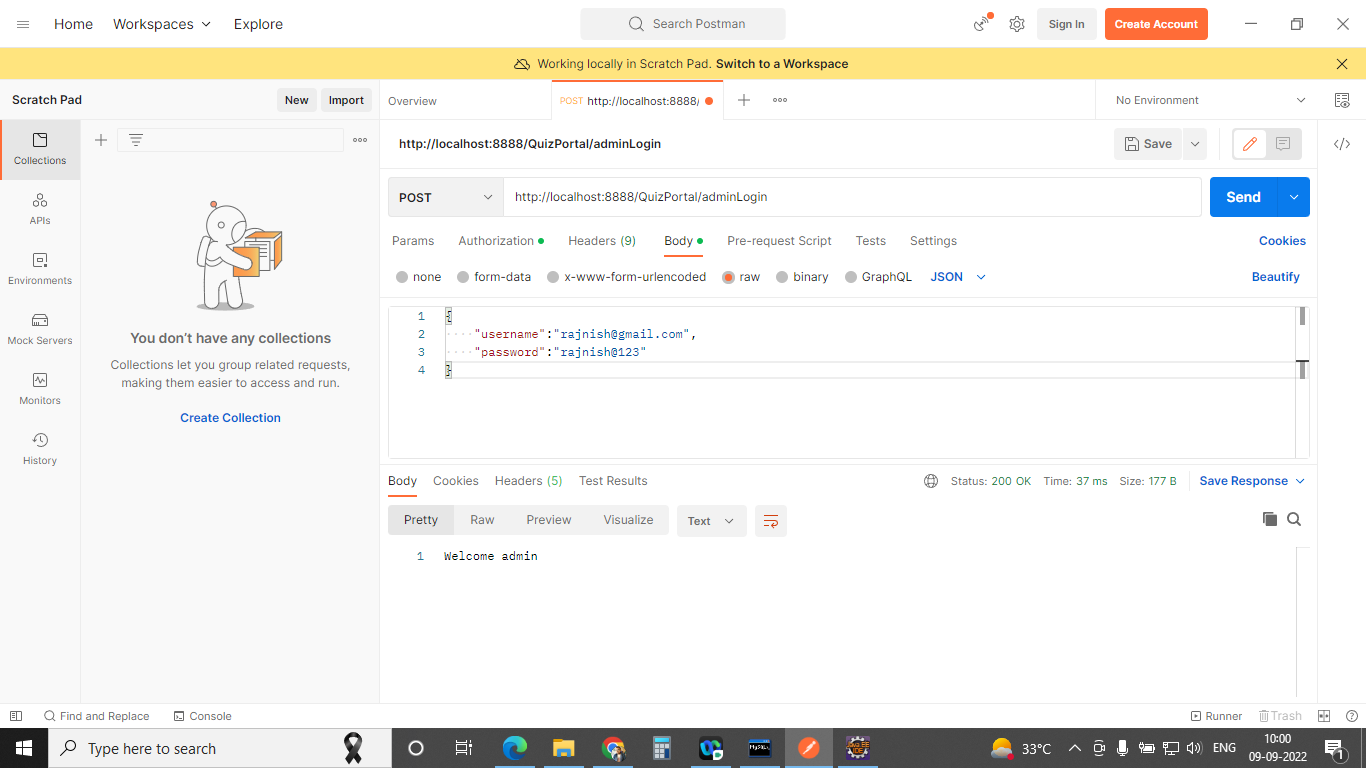 Home Workspaces Explore
Search Postman
Sign In Create Account
Working locally in Scratch Pad. Switch to a Workspace
Scratch Pad New Import
Overview POST http://localhost:8888/ No Environment
Collections
APIs
Environments
Mock Servers
Monitors
History
You don't have any collections
Collections let you group related requests,
making them easier to access and run.
Create Collection
http://localhost:8888/QuizPortal/adminLogin Save
POST http://localhost:8888/QuizPortal/adminLogin Send
Params Authorization Headers (9) Body Pre-request Script Tests Settings Cookies
none form-data x-www-form-urlencoded raw binary GraphQL JSON Beautify
1 {
2 ····"username":"rajnish@gmail.com",
3 ····"password":"rajnish@123"
4 }
Body Cookies Headers (5) Test Results Status: 200 OK Time: 37 ms Size: 177 B Save Response
Pretty Raw Preview Visualize Text
1 Welcome admin
Find and Replace Console Runner Trash
Type here to search
33°C ENG 10:00
09-09-2022
1